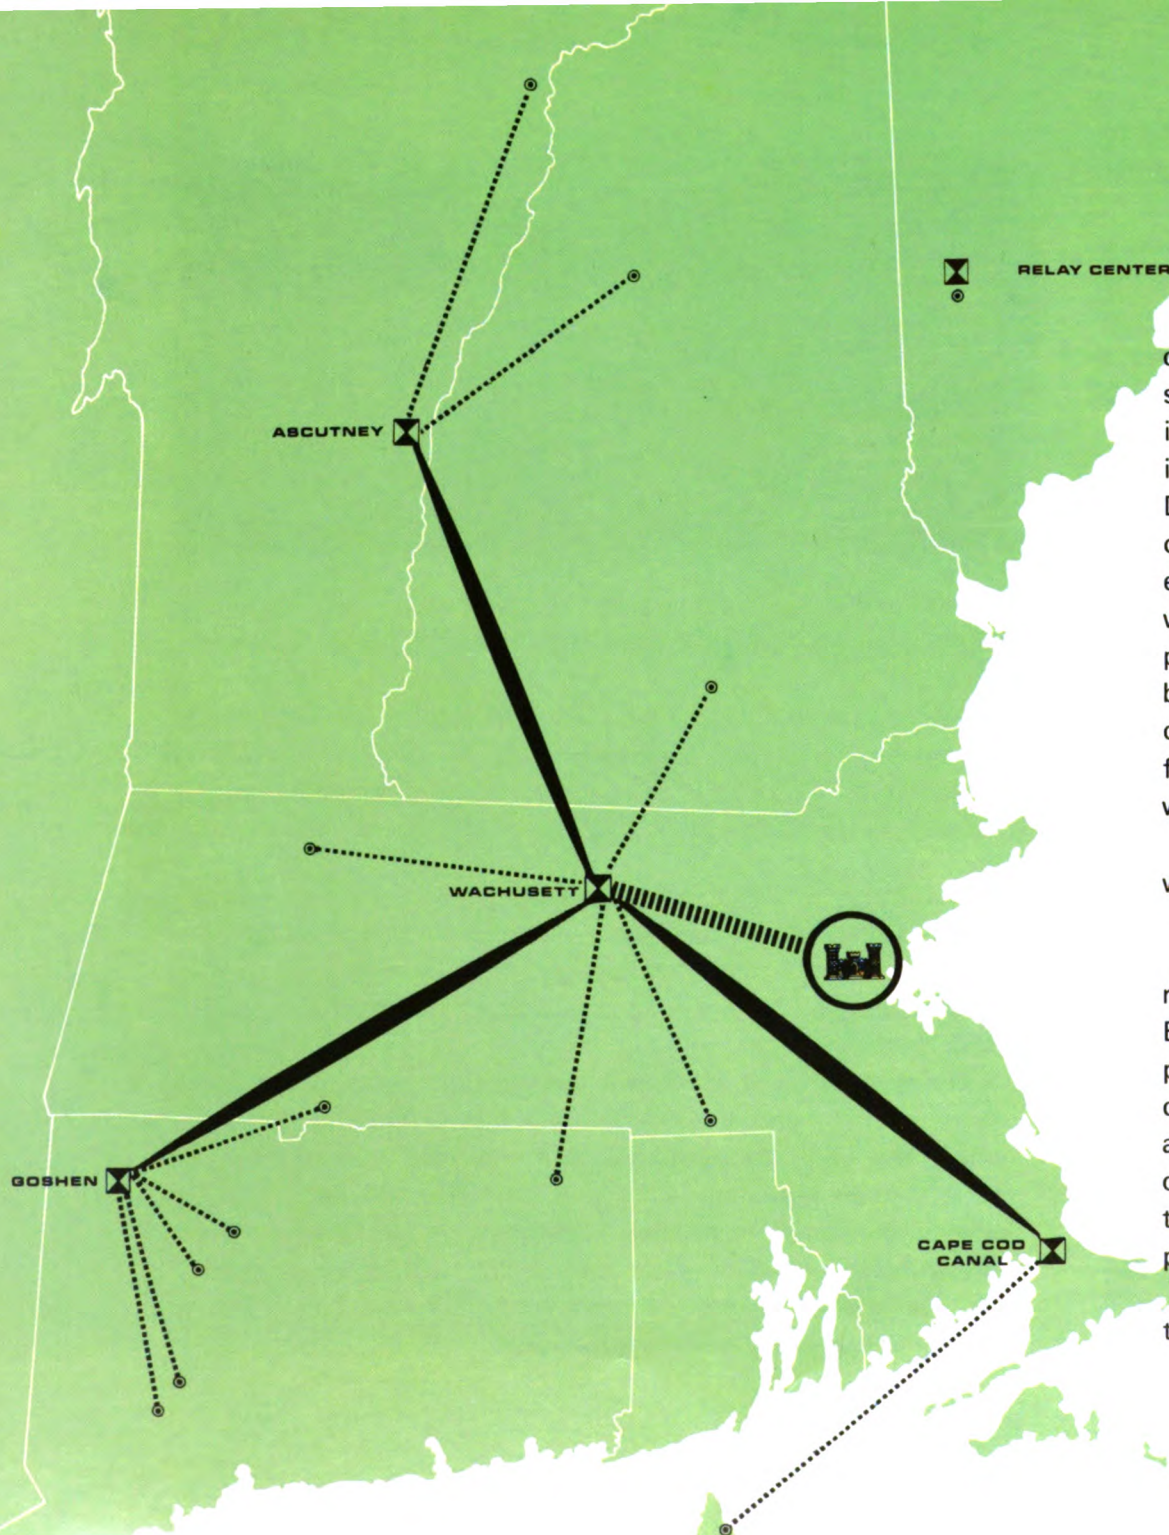 RELAY CENTER
ASCUTNEY
WACHUSETT
GOSHEN
CAPE COD
CANAL